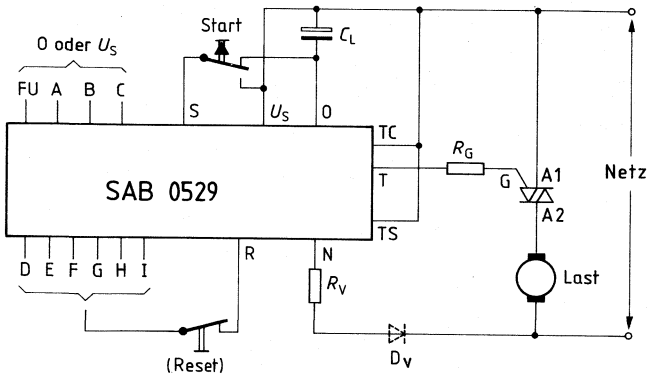 Start
0 oder U_S
C_L
FU A B C
S U_S 0
TC
R_G
T
G A1
Netz
SAB 0529
A2
TS
D E F G H I
R N
R_V
Last
(Reset)
D_V